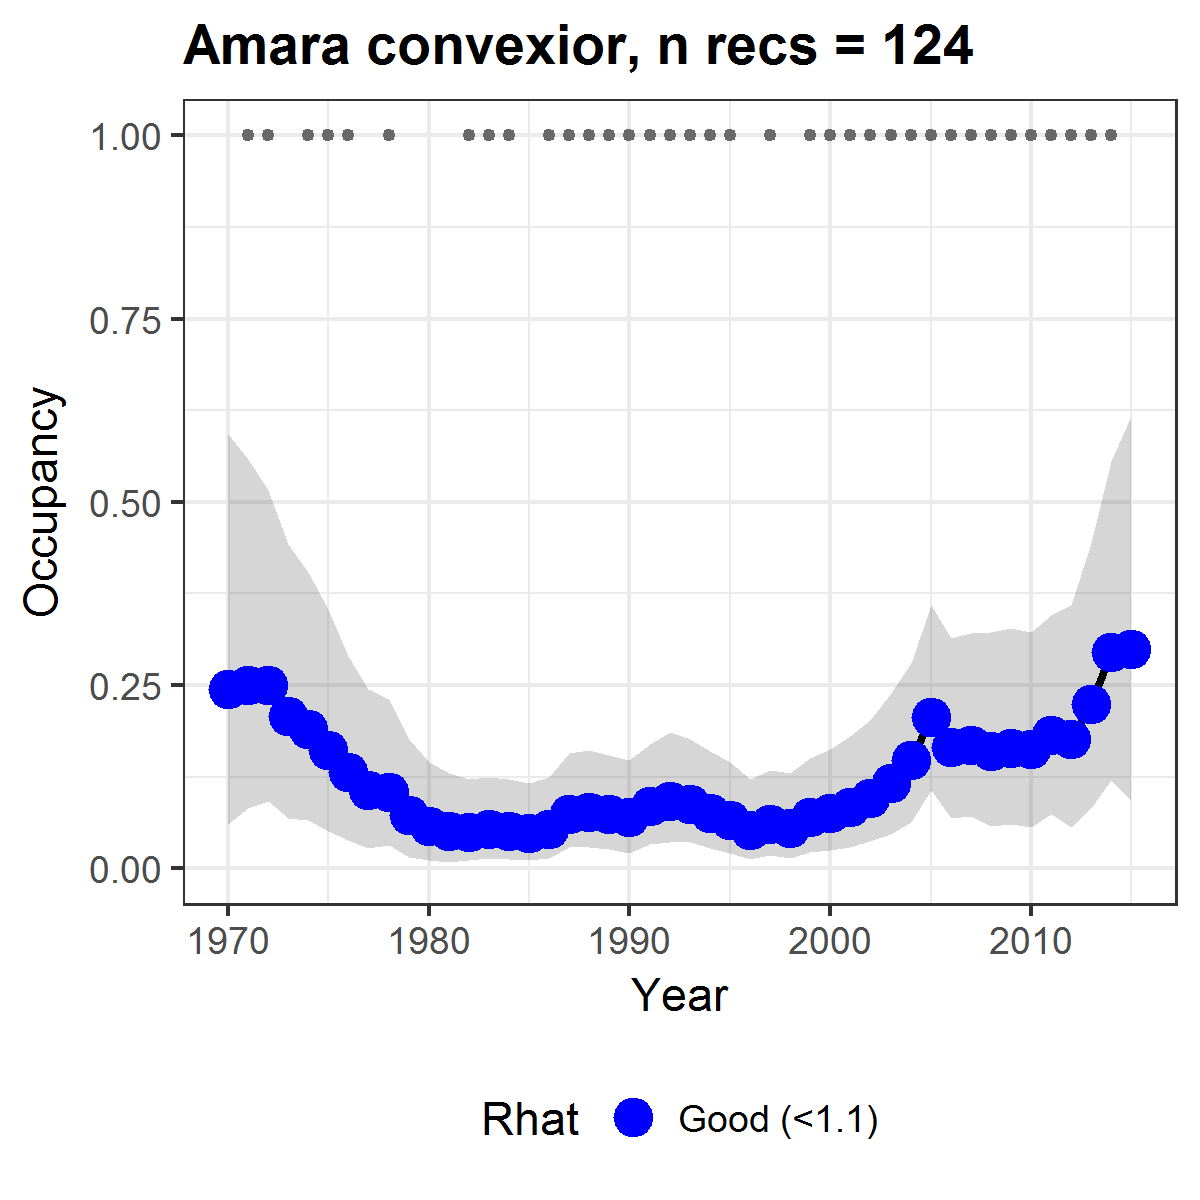 Amara convexior, n recs = 124
1.00
0.75
0.50
0.25
0.00
Occupancy
1970 1980 1990 2000 2010
Year
Rhat Good (<1.1)